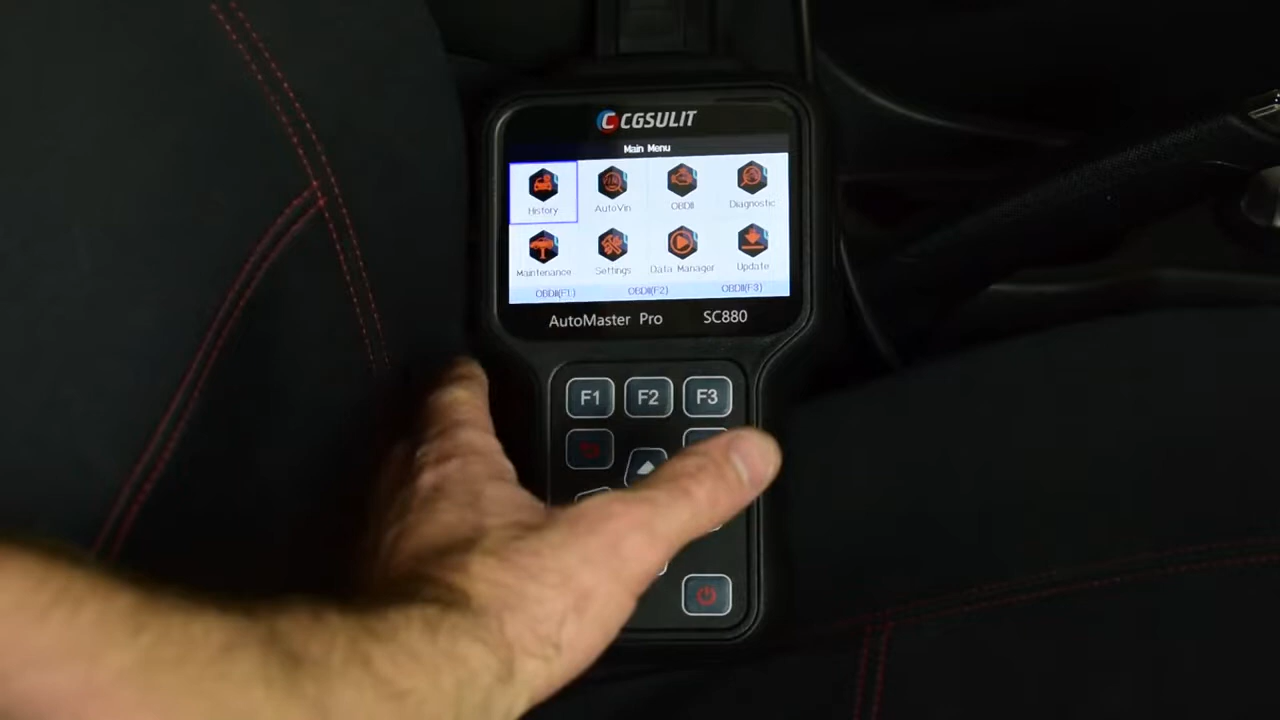 CGSULIT
Main Menu
History AutoVin OBDII Diagnostic
Maintenance Settings Data Manager Update
OBDII(F1) OBDII(F2) OBDII(F3)
AutoMaster Pro SC880
F1 F2 F3